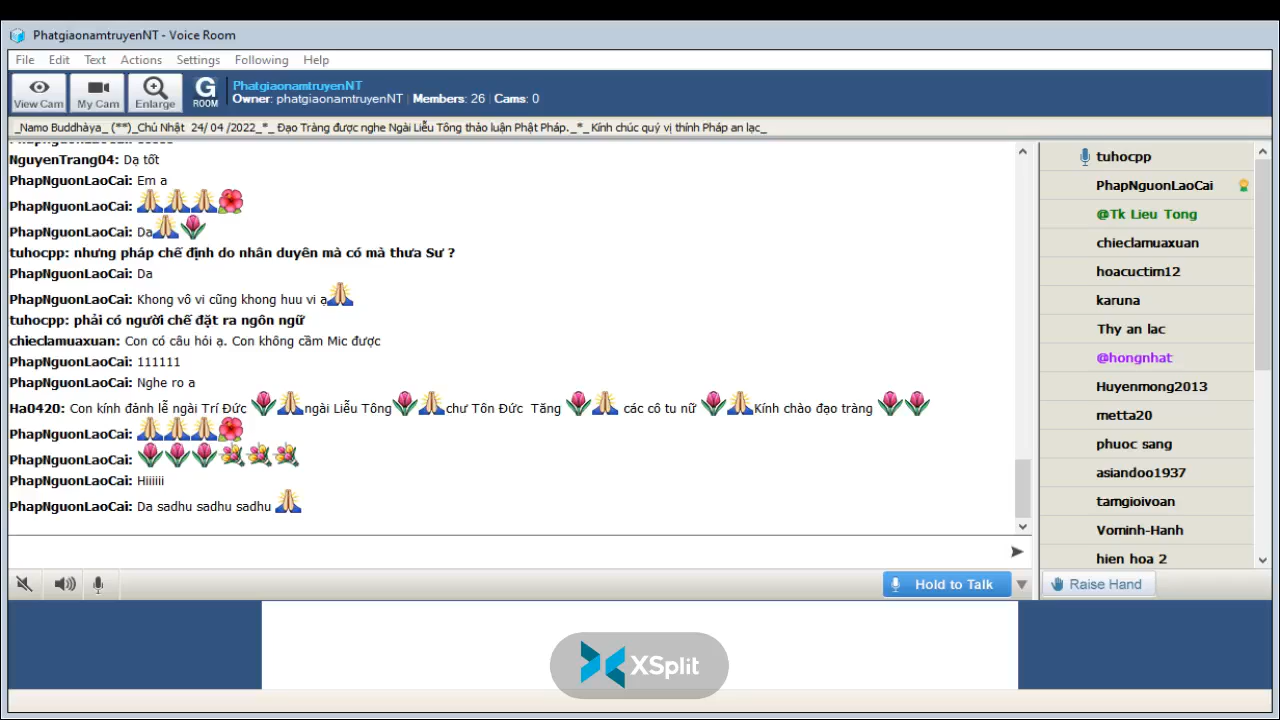 PhatgiaonamtruyenNT - Voice Room
File Edit Text Actions Settings Following Help
View Cam My Cam Enlarge G ROOM
PhatgiaonamtruyenNT
Owner: phatgiaonamtruyenNT | Members: 26 | Cams: 0
_Namo Buddhàya_ (**)_Chủ Nhật 24/ 04 /2022_*_ Đạo Tràng được nghe Ngài Liễu Tông thảo luận Phật Pháp._*_ Kính chúc quý vị thính Pháp an lạc_
NguyenTrang04: Dạ tốt
PhapNguonLaoCai: Em a
PhapNguonLaoCai:
PhapNguonLaoCai: Da
tuhocpp: nhưng pháp chế định do nhân duyên mà có mà thưa Sư ?
PhapNguonLaoCai: Da
PhapNguonLaoCai: Khong vô vi cũng khong huu vi ạ
tuhocpp: phải có người chế đặt ra ngôn ngữ
chieclamuaxuan: Con có câu hỏi ạ. Con không cầm Mic được
PhapNguonLaoCai: 111111
PhapNguonLaoCai: Nghe ro a
Ha0420: Con kính đảnh lễ ngài Trí Đức ngài Liễu Tông chư Tôn Đức Tăng các cô tu nữ Kính chào đạo tràng
PhapNguonLaoCai:
PhapNguonLaoCai:
PhapNguonLaoCai: Hiiiiii
PhapNguonLaoCai: Da sadhu sadhu sadhu
tuhocpp
PhapNguonLaoCai
@Tk Lieu Tong
chieclamuaxuan
hoacuctim12
karuna
Thy an lac
@hongnhat
Huyenmong2013
metta20
phuoc sang
asiandoo1937
tamgioivoan
Vominh-Hanh
hien hoa 2
Hold to Talk
Raise Hand
XSplit